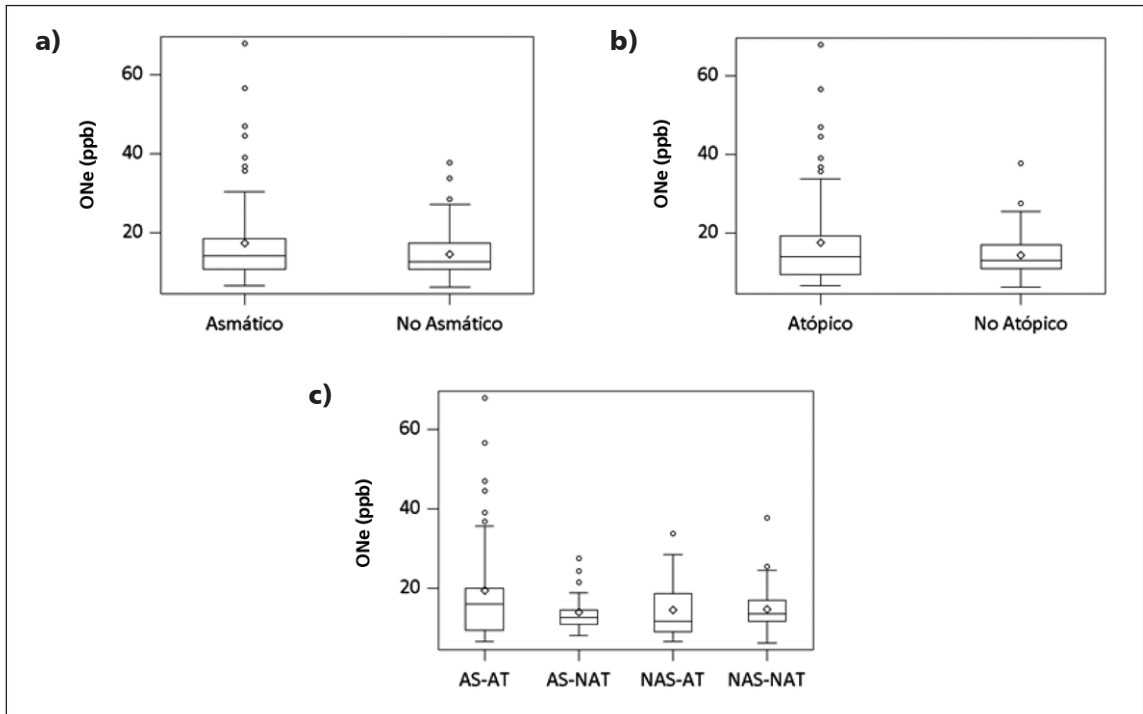 a)
ONe (ppb)
60
40
20
Asmático
No Asmático
b)
ONe (ppb)
60
40
20
Atópico
No Atópico
c)
ONe (ppb)
60
40
20
AS-AT
AS-NAT
NAS-AT
NAS-NAT